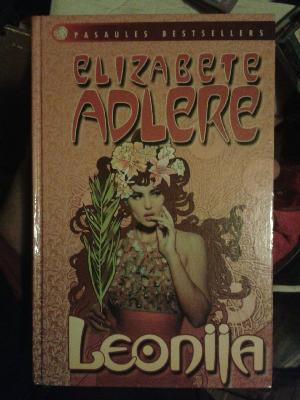 PASAULES BESTSELLERS
ELIZABETE
ADLERE
Leonija